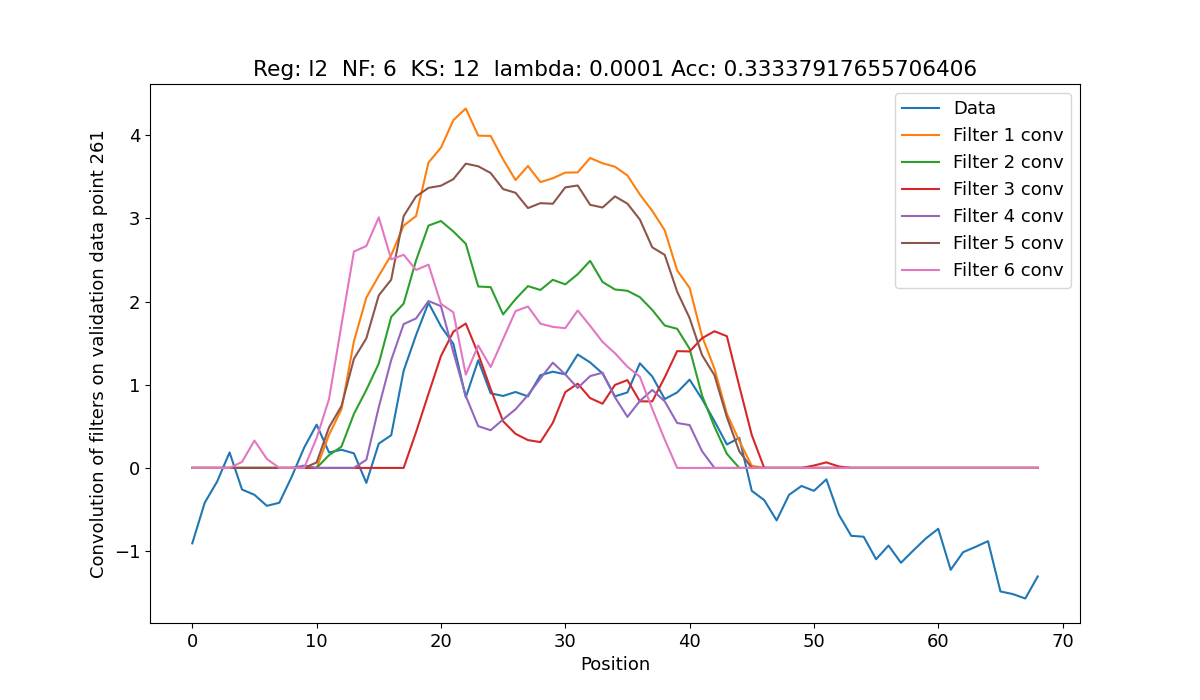 Reg: l2 NF: 6 KS: 12 lambda: 0.0001 Acc: 0.33337917655706406
Convolution of filters on validation data point 261
4
3
2
1
0
−1
Data
Filter 1 conv
Filter 2 conv
Filter 3 conv
Filter 4 conv
Filter 5 conv
Filter 6 conv
0 10 20 30 40 50 60 70
Position